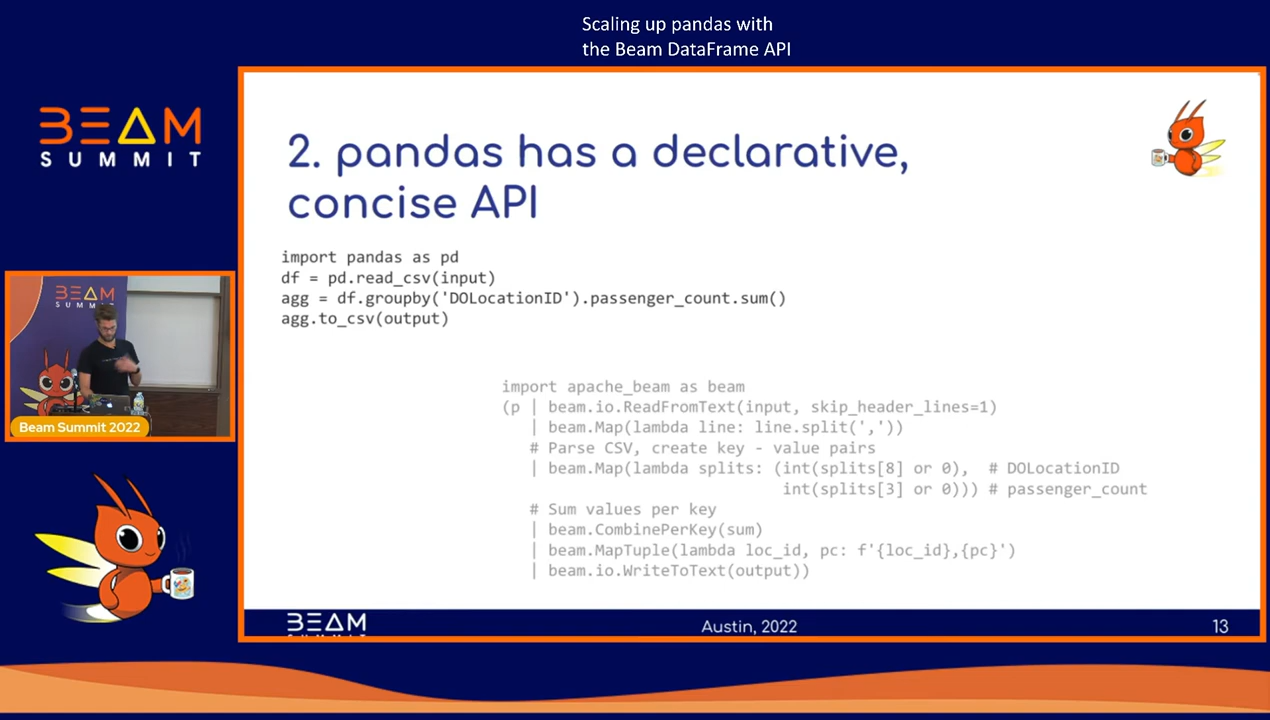 Scaling up pandas with
the Beam DataFrame API
BEAM
SUMMIT
2. pandas has a declarative,
concise API
import pandas as pd
df = pd.read_csv(input)
agg = df.groupby('DOLocationID').passenger_count.sum()
agg.to_csv(output)
import apache_beam as beam
(p | beam.io.ReadFromText(input, skip_header_lines=1)
| beam.Map(lambda line: line.split(','))
# Parse CSV, create key - value pairs
| beam.Map(lambda splits: (int(splits[8] or 0), # DOLocationID
int(splits[3] or 0))) # passenger_count
# Sum values per key
| beam.CombinePerKey(sum)
| beam.MapTuple(lambda loc_id, pc: f'{loc_id},{pc}')
| beam.io.WriteToText(output))
BEAM
Beam Summit 2022
BEAM
Austin, 2022
13